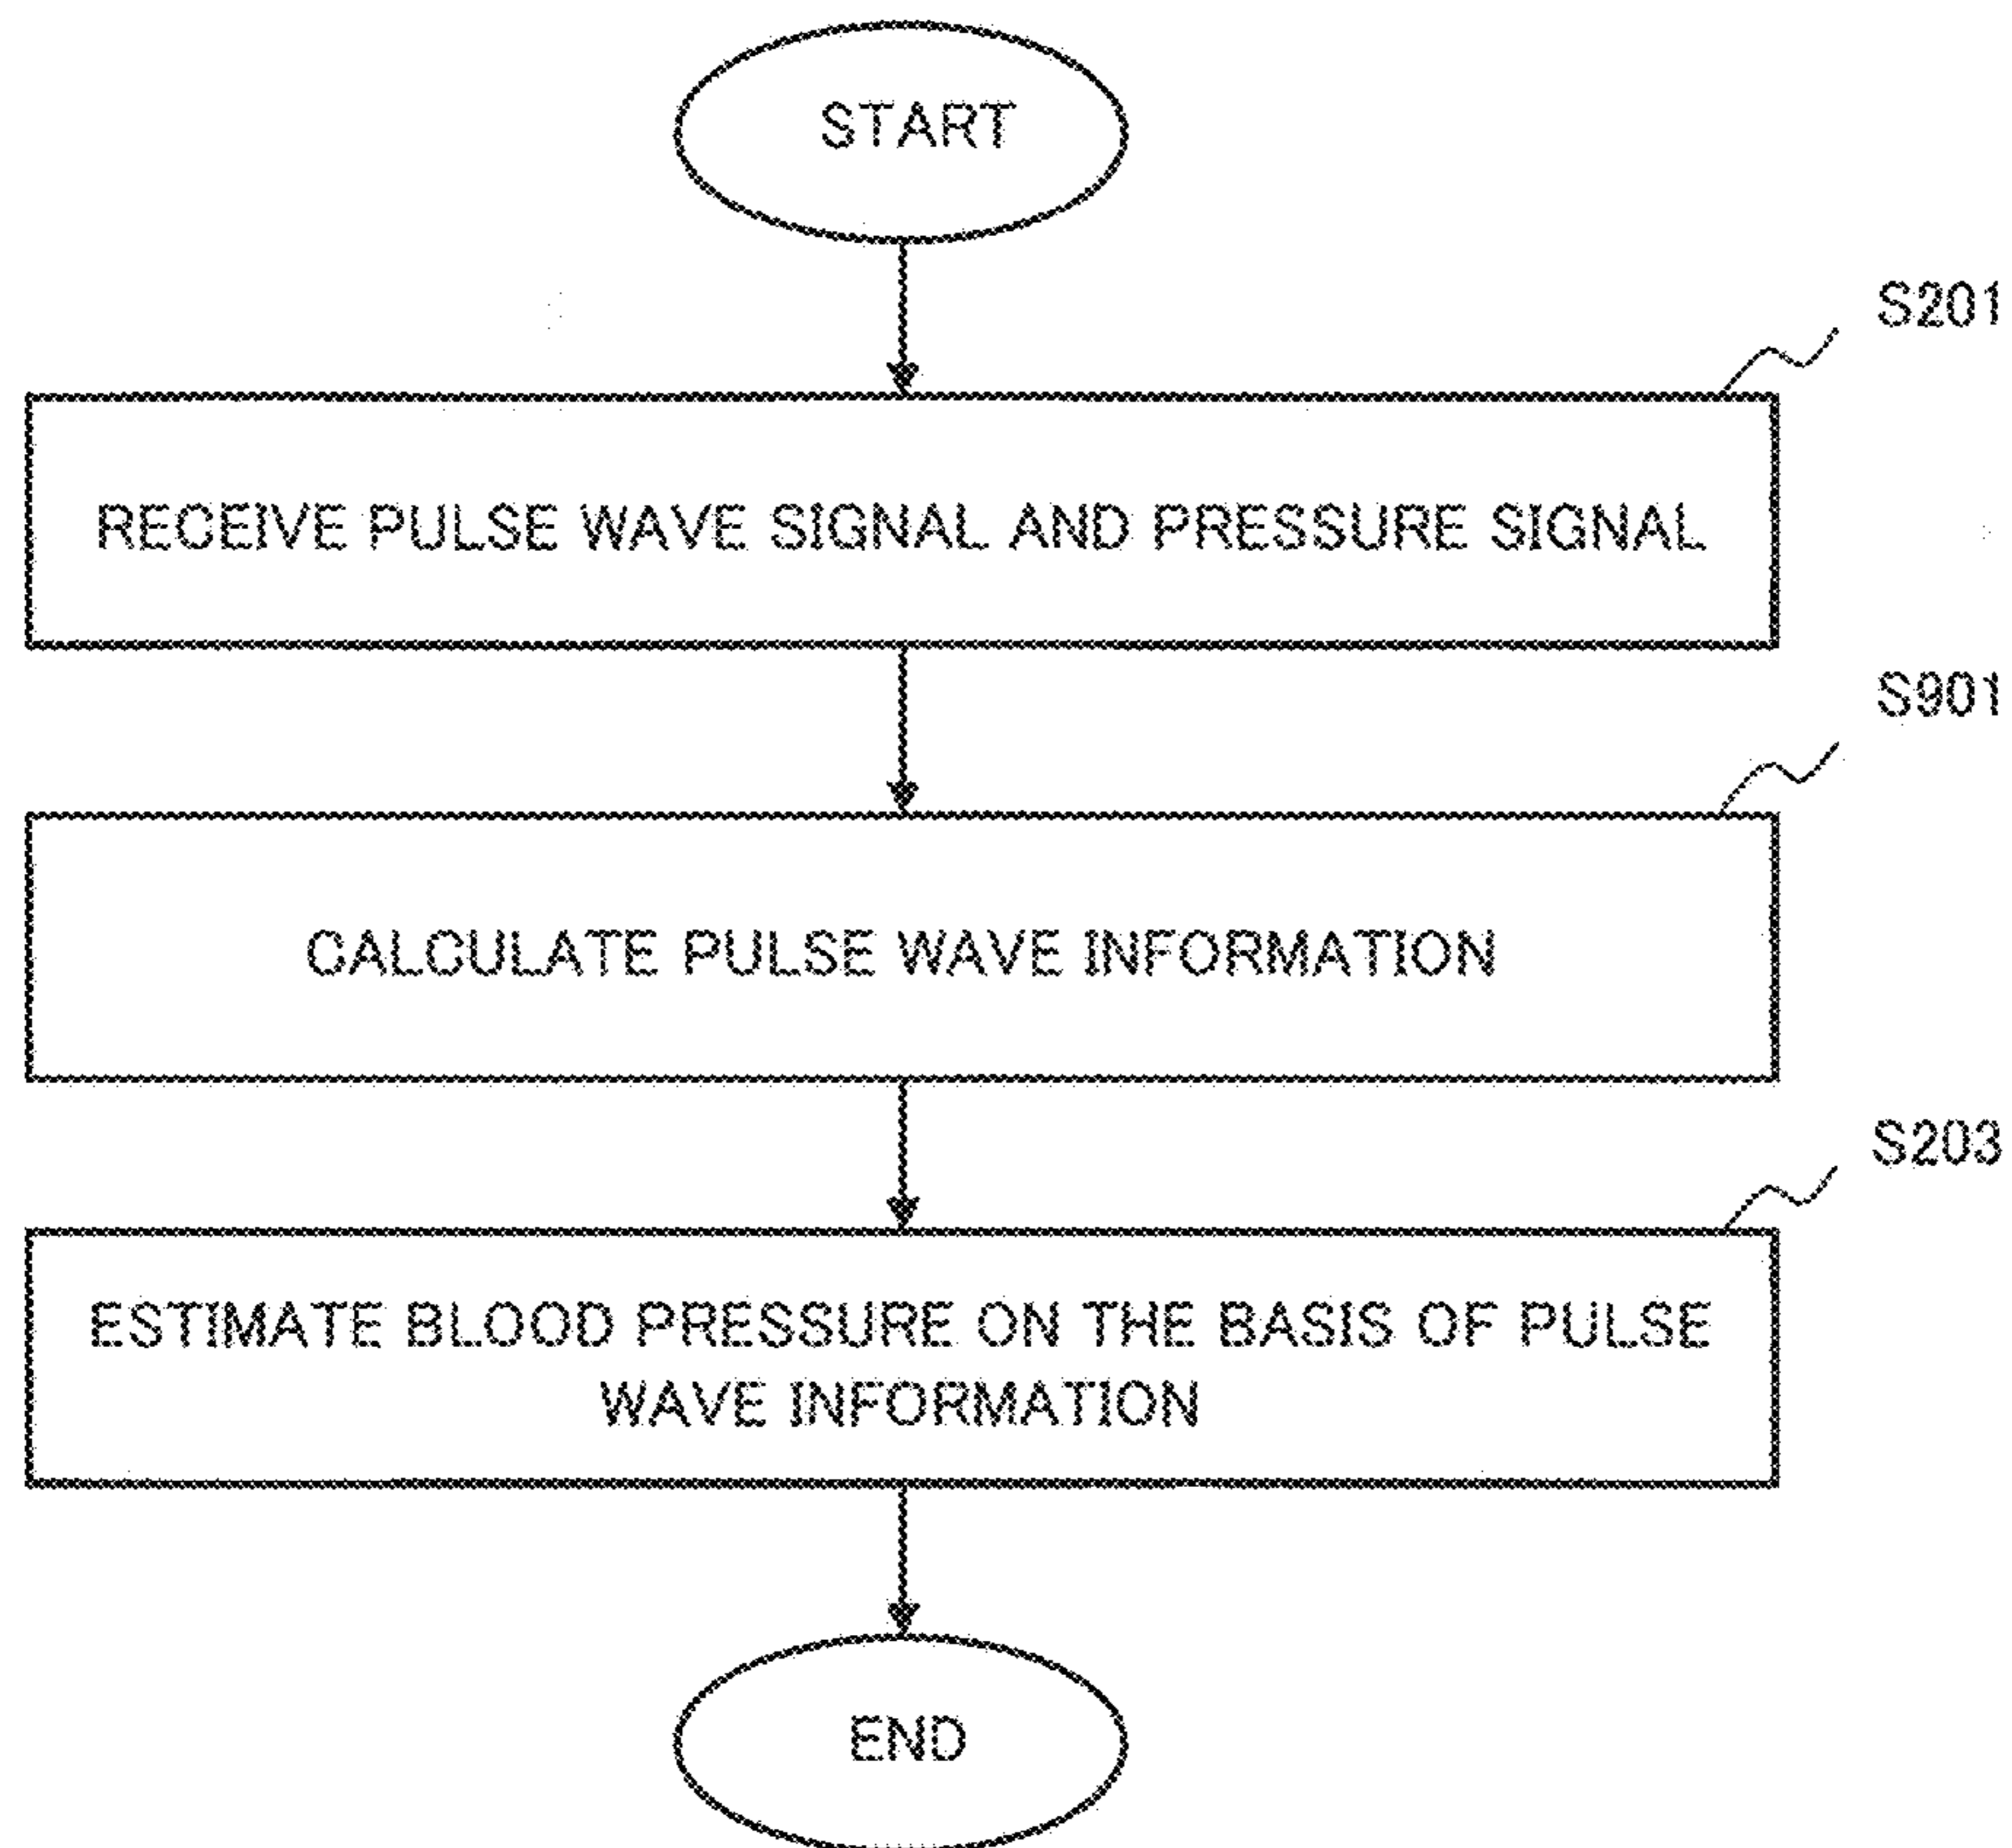 START
S201
RECEIVE PULSE WAVE SIGNAL AND PRESSURE SIGNAL
S901
CALCULATE PULSE WAVE INFORMATION
S203
ESTIMATE BLOOD PRESSURE ON THE BASIS OF PULSE
WAVE INFORMATION
END